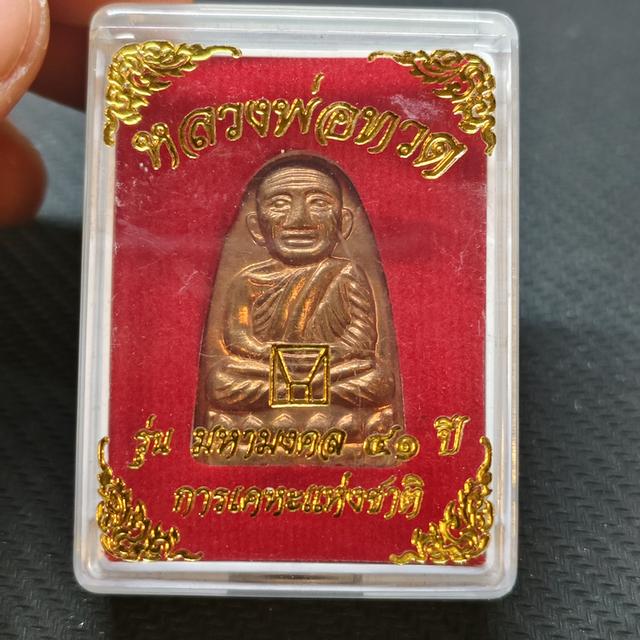 หลวงพ่อทวด
รุ่น มหามงคล ๔๑ ปี
การเคหะแห่งชาติ